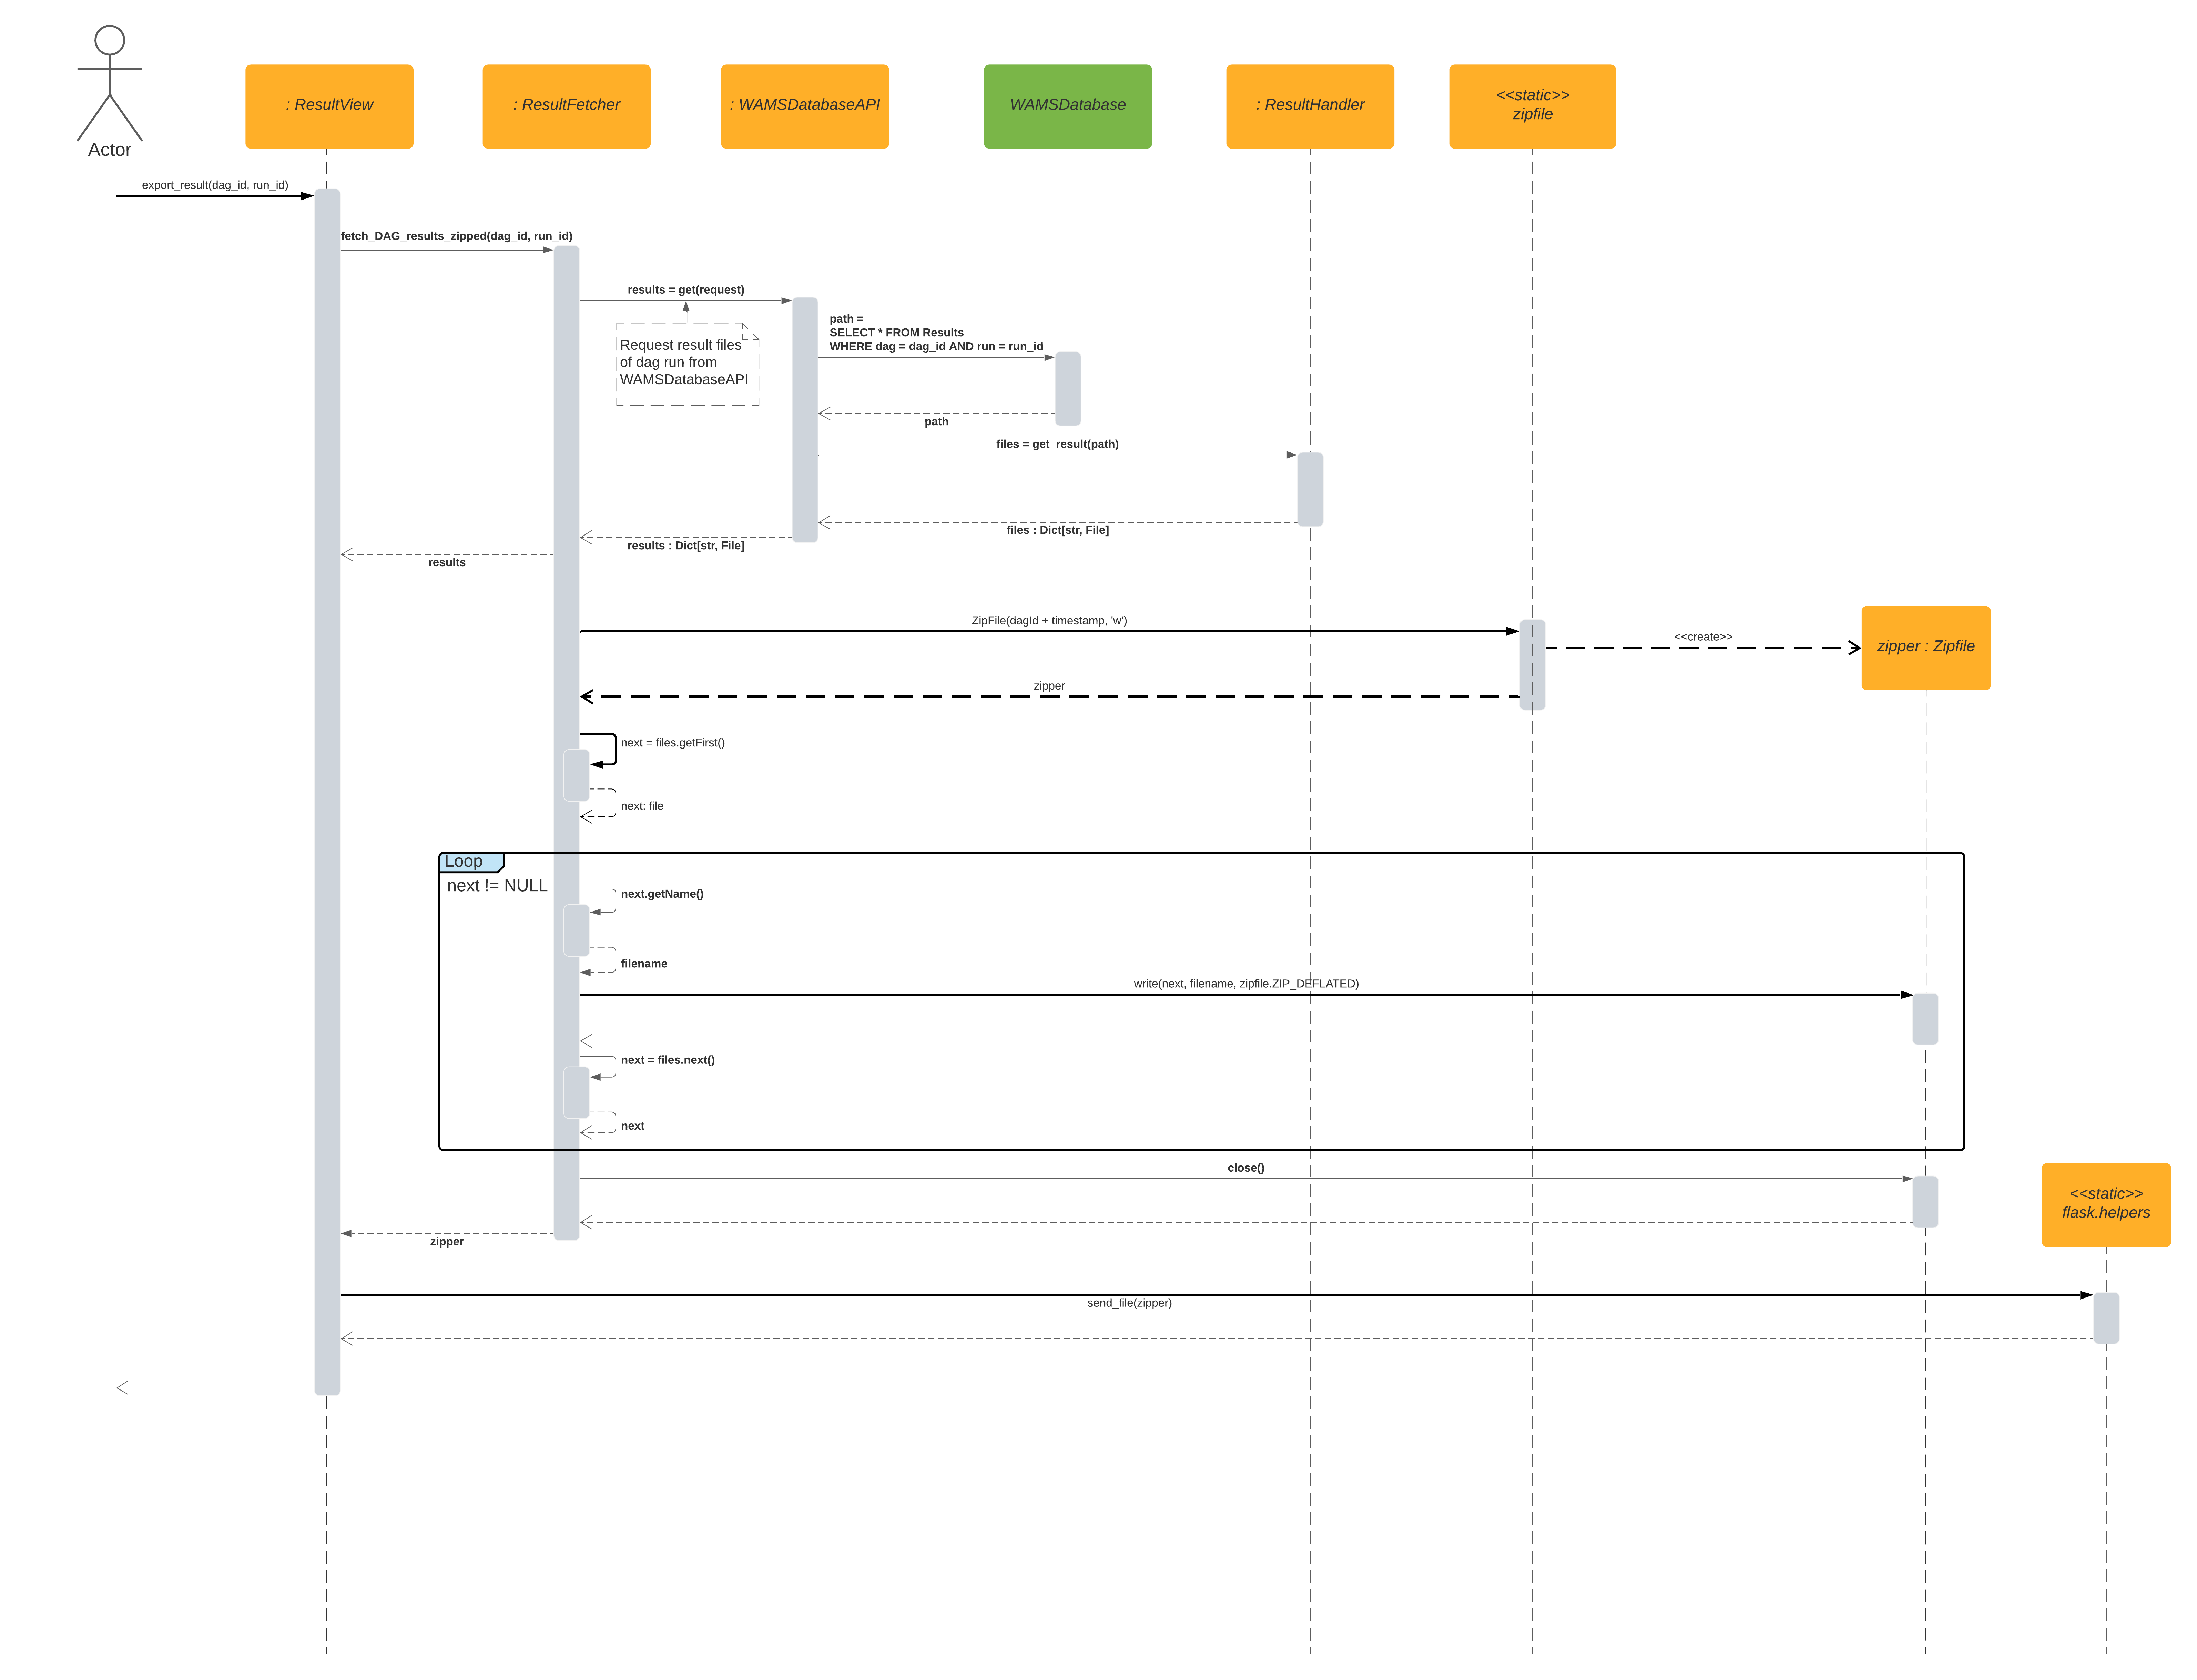 Actor
: ResultView
: ResultFetcher
: WAMSDatabaseAPI
WAMSDatabase
: ResultHandler
<<static>>
zipfile
export_result(dag_id, run_id)
fetch_DAG_results_zipped(dag_id, run_id)
results = get(request)
Request result files
of dag run from
WAMSDatabaseAPI
path =
SELECT * FROM Results
WHERE dag = dag_id AND run = run_id
path
files = get_result(path)
files : Dict[str, File]
results : Dict[str, File]
results
ZipFile(dagId + timestamp, 'w')
<<create>>
zipper : Zipfile
zipper
next = files.getFirst()
next: file
Loop
next != NULL
next.getName()
filename
write(next, filename, zipfile.ZIP_DEFLATED)
next = files.next()
next
close()
<<static>>
flask.helpers
zipper
send_file(zipper)